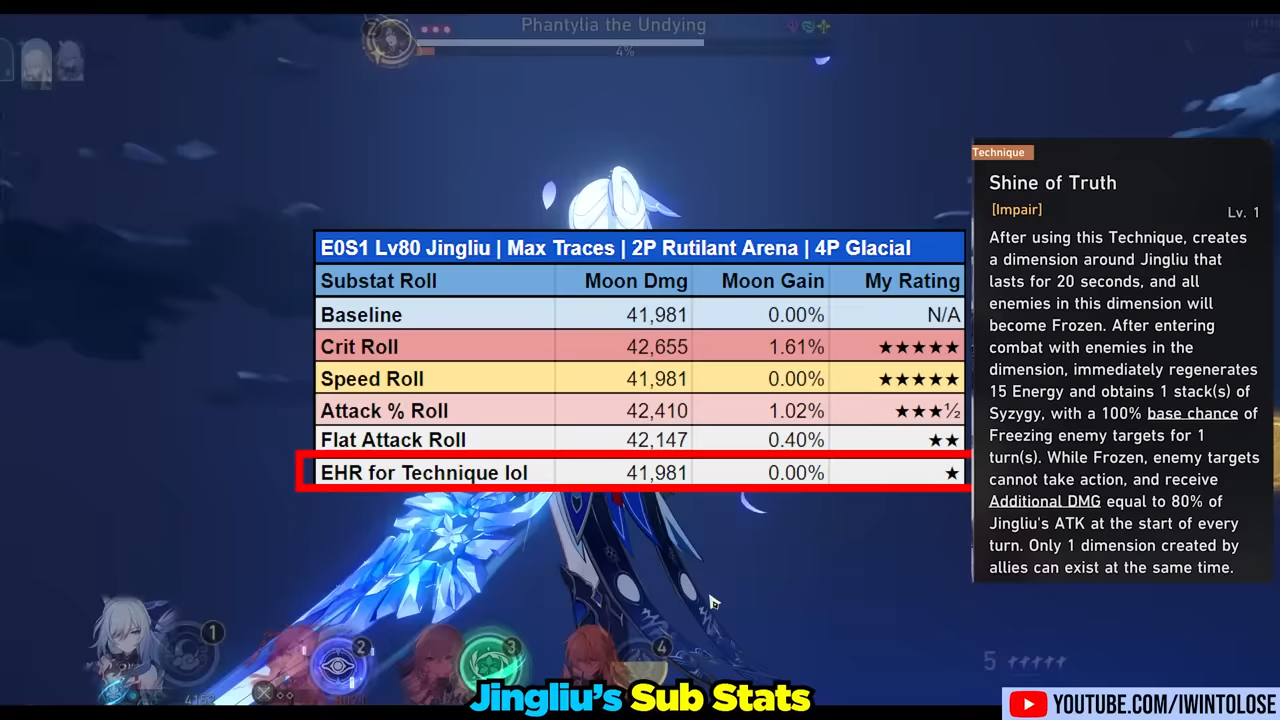 Phantylia the Undying
4%
Technique
Shine of Truth
[Impair]
Lv. 1
After using this Technique, creates
a dimension around Jingliu that
lasts for 20 seconds, and all
enemies in this dimension will
become Frozen. After entering
combat with enemies in the
dimension, immediately regenerates
15 Energy and obtains 1 stack(s) of
Syzygy, with a 100% base chance of
Freezing enemy targets for 1
turn(s). While Frozen, enemy targets
cannot take action, and receive
Additional DMG equal to 80% of
Jingliu's ATK at the start of every
turn. Only 1 dimension created by
allies can exist at the same time.
E0S1 Lv80 Jingliu | Max Traces | 2P Rutilant Arena | 4P Glacial
Substat Roll Moon Dmg Moon Gain My Rating
Baseline 41,981 0.00% N/A
Crit Roll 42,655 1.61% ★★★★★
Speed Roll 41,981 0.00% ★★★★★
Attack % Roll 42,410 1.02% ★★★½
Flat Attack Roll 42,147 0.40% ★★
EHR for Technique lol 41,981 0.00% ★
1
2
3
4
5
Jingliu's Sub Stats
YOUTUBE.COM/IWINTOLOSE